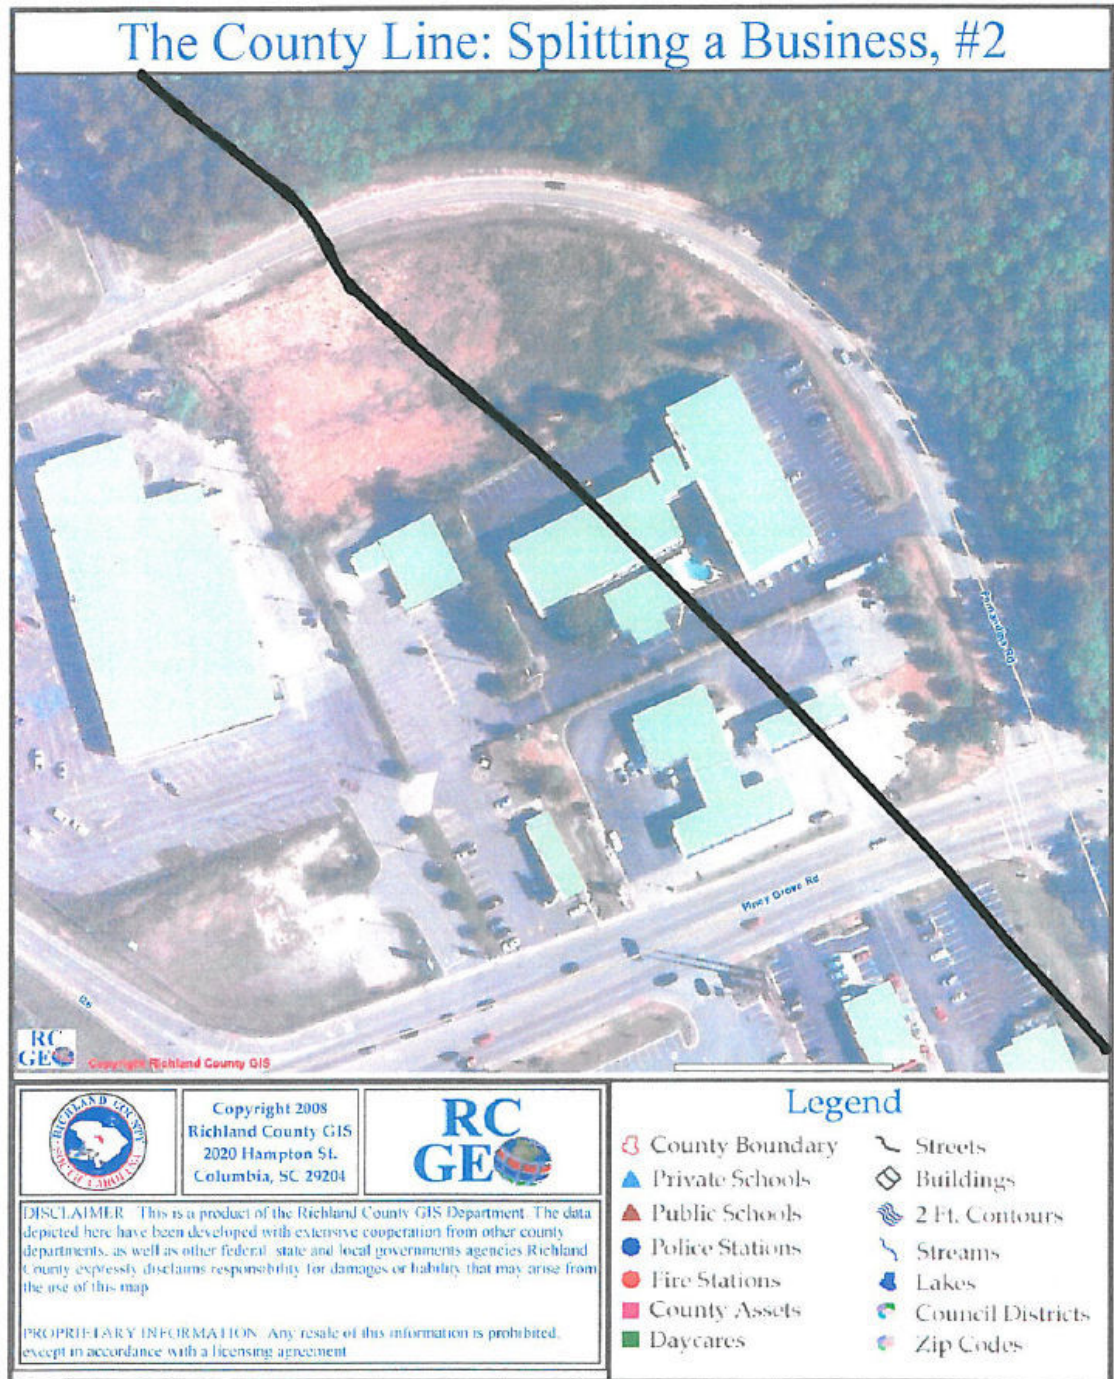 The County Line: Splitting a Business, #2
Piney Grove Rd
RC
GEO
Copyright Richland County GIS
RICHLAND COUNTY
SOUTH CAROLINA
Copyright 2008
Richland County GIS
2020 Hampton St.
Columbia, SC 29204
RC
GEO
DISCLAIMER This is a product of the Richland County GIS Department. The data
depicted here have been developed with extensive cooperation from other county
departments, as well as other federal state and local governments agencies Richland
County expressly disclaims responsibility for damages or liability that may arise from
the use of this map
PROPRIETARY INFORMATION Any resale of this information is prohibited,
except in accordance with a licensing agreement
Legend
County Boundary
Private Schools
Public Schools
Police Stations
Fire Stations
County Assets
Daycares
Streets
Buildings
2 Ft. Contours
Streams
Lakes
Council Districts
Zip Codes